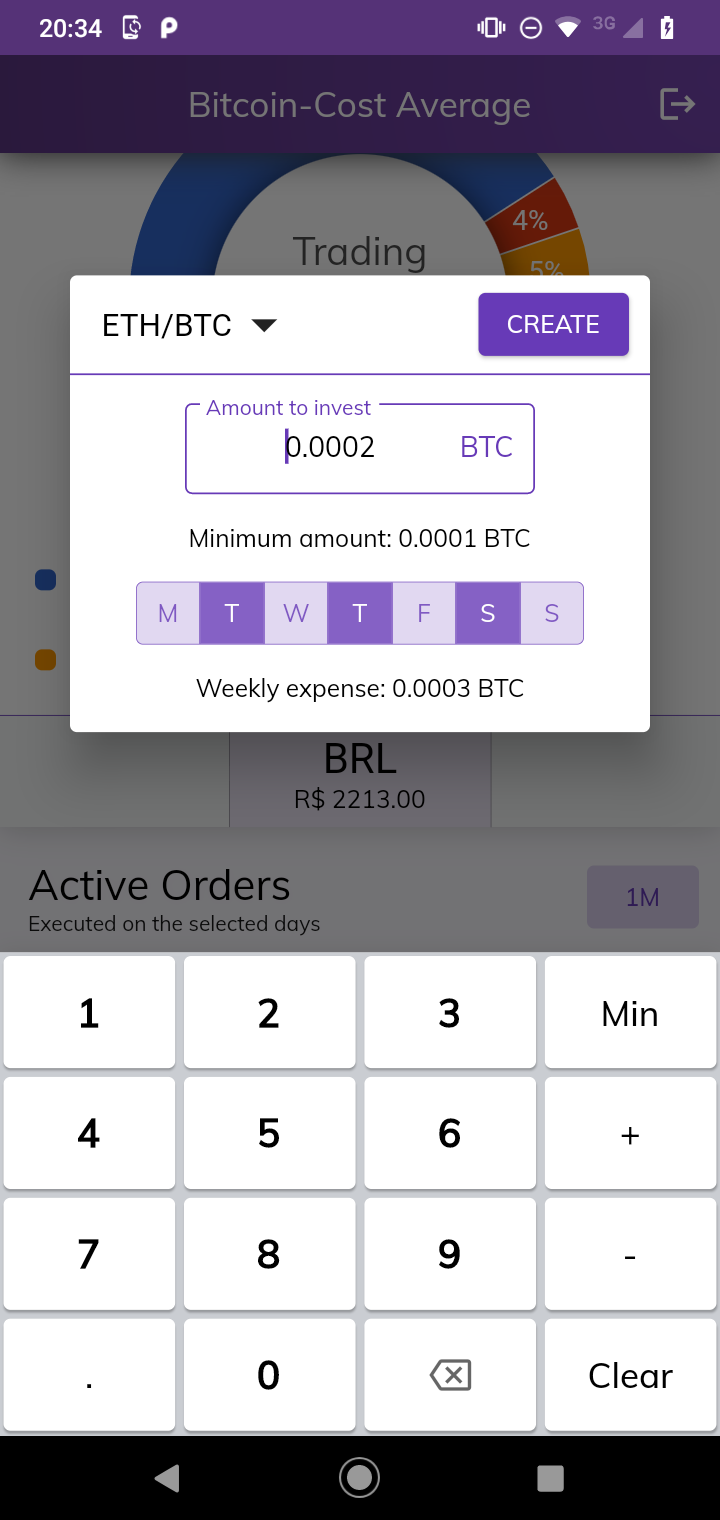 20:34
3G
Bitcoin-Cost Average
4%
Trading
5%
ETH/BTC
CREATE
Amount to invest
0.0002 BTC
Minimum amount: 0.0001 BTC
M T W T F S S
Weekly expense: 0.0003 BTC
BRL
R$ 2213.00
Active Orders
1M
Executed on the selected days
1 2 3 Min
4 5 6 +
7 8 9 -
. 0 Clear